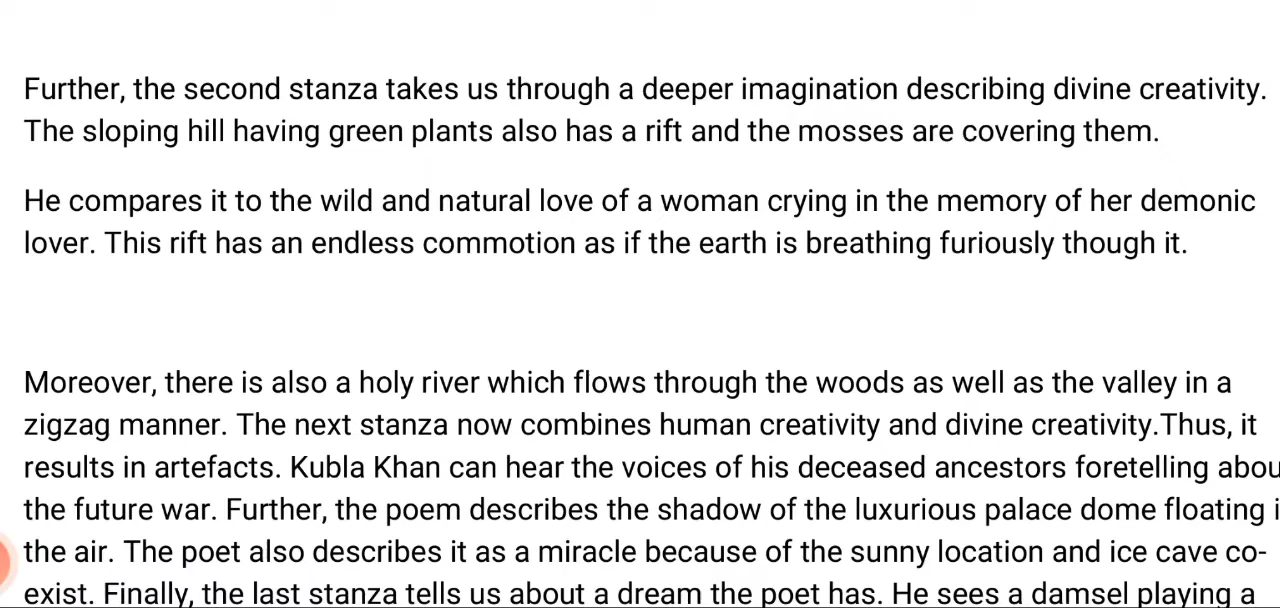 Further, the second stanza takes us through a deeper imagination describing divine creativity.
The sloping hill having green plants also has a rift and the mosses are covering them.
He compares it to the wild and natural love of a woman crying in the memory of her demonic
lover. This rift has an endless commotion as if the earth is breathing furiously though it.
Moreover, there is also a holy river which flows through the woods as well as the valley in a
zigzag manner. The next stanza now combines human creativity and divine creativity.Thus, it
results in artefacts. Kubla Khan can hear the voices of his deceased ancestors foretelling abou
the future war. Further, the poem describes the shadow of the luxurious palace dome floating i
the air. The poet also describes it as a miracle because of the sunny location and ice cave co-
exist. Finally, the last stanza tells us about a dream the poet has. He sees a damsel playing a